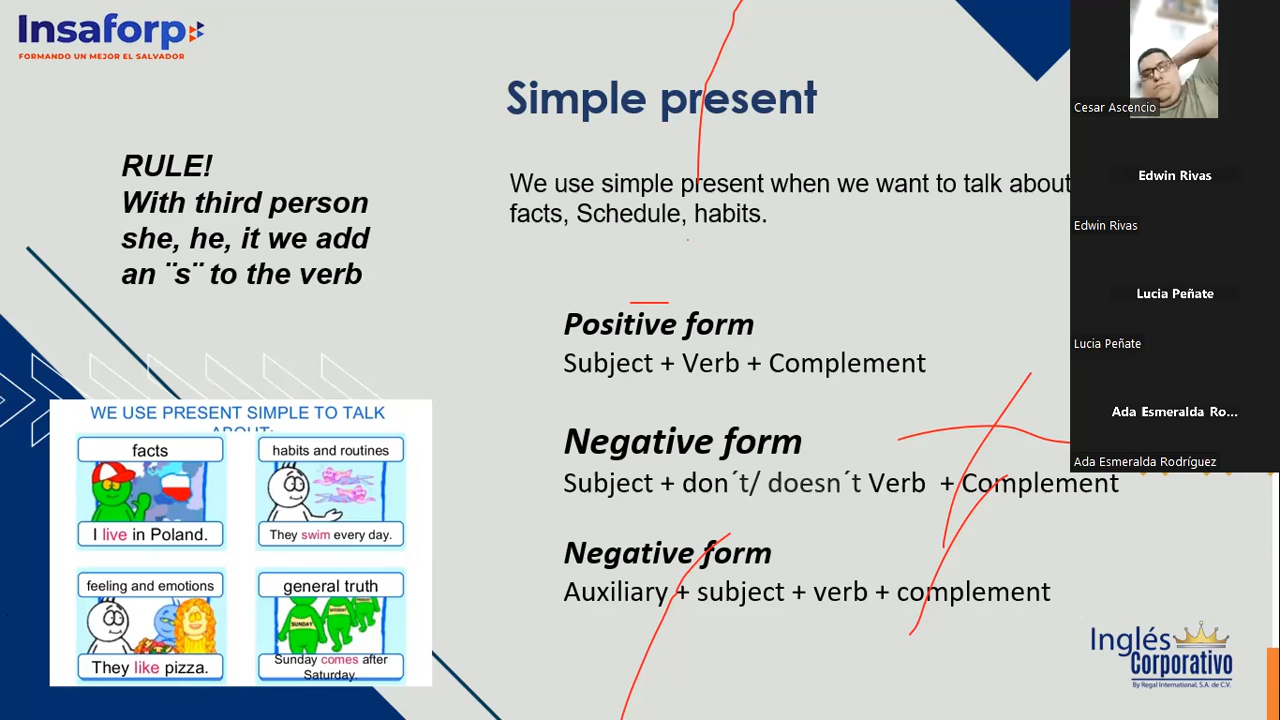 Insaforp
FORMANDO UN MEJOR EL SALVADOR
Simple present
RULE!
With third person
she, he, it we add
an ¨s¨ to the verb
We use simple present when we want to talk about
facts, Schedule, habits.
Positive form
Subject + Verb + Complement
Negative form
Subject + don´t/ doesn´t Verb + Complement
Negative form
Auxiliary + subject + verb + complement
WE USE PRESENT SIMPLE TO TALK
ABOUT:
facts
I live in Poland.
habits and routines
They swim every day.
feeling and emotions
They like pizza.
general truth
SUNDAY
Sunday comes after
Saturday.
Cesar Ascencio
Edwin Rivas
Edwin Rivas
Lucia Peñate
Lucia Peñate
Ada Esmeralda Ro...
Ada Esmeralda Rodríguez
Inglés
Corporativo
By Regal International, S.A. de C.V.